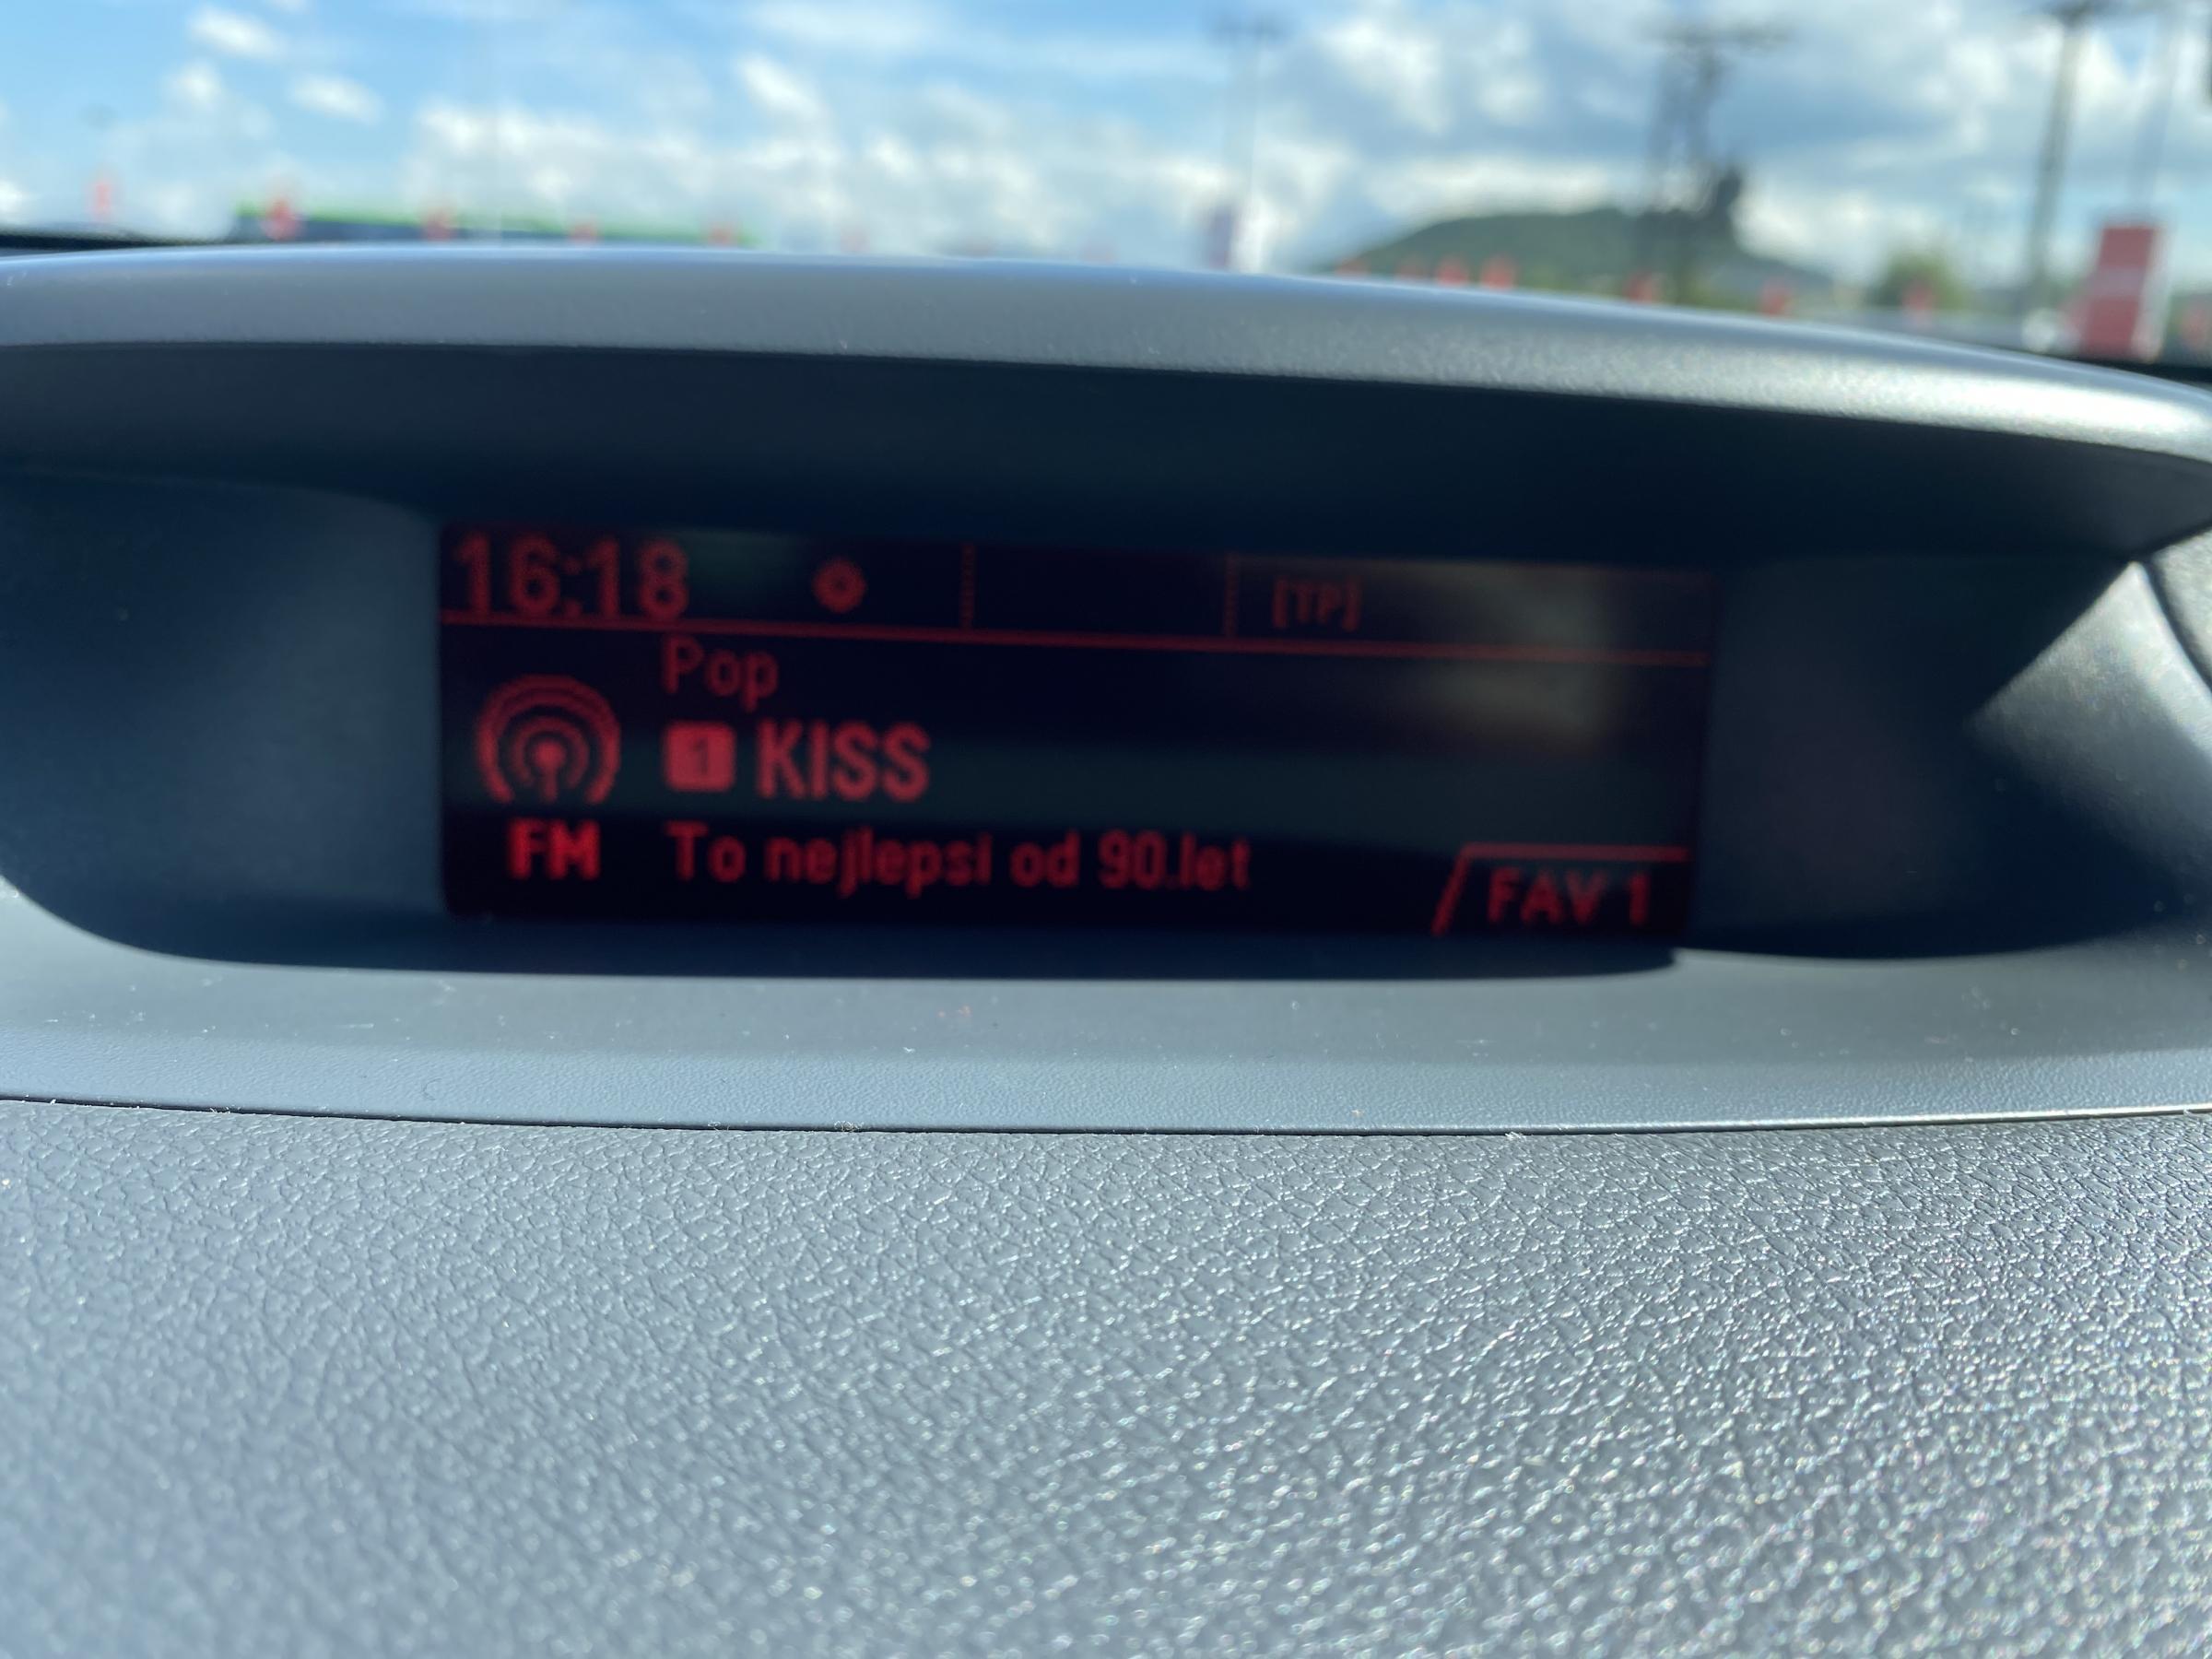 16:18 [TP]
Pop
1 KISS
FM To nejlepsi od 90.let
FAV 1